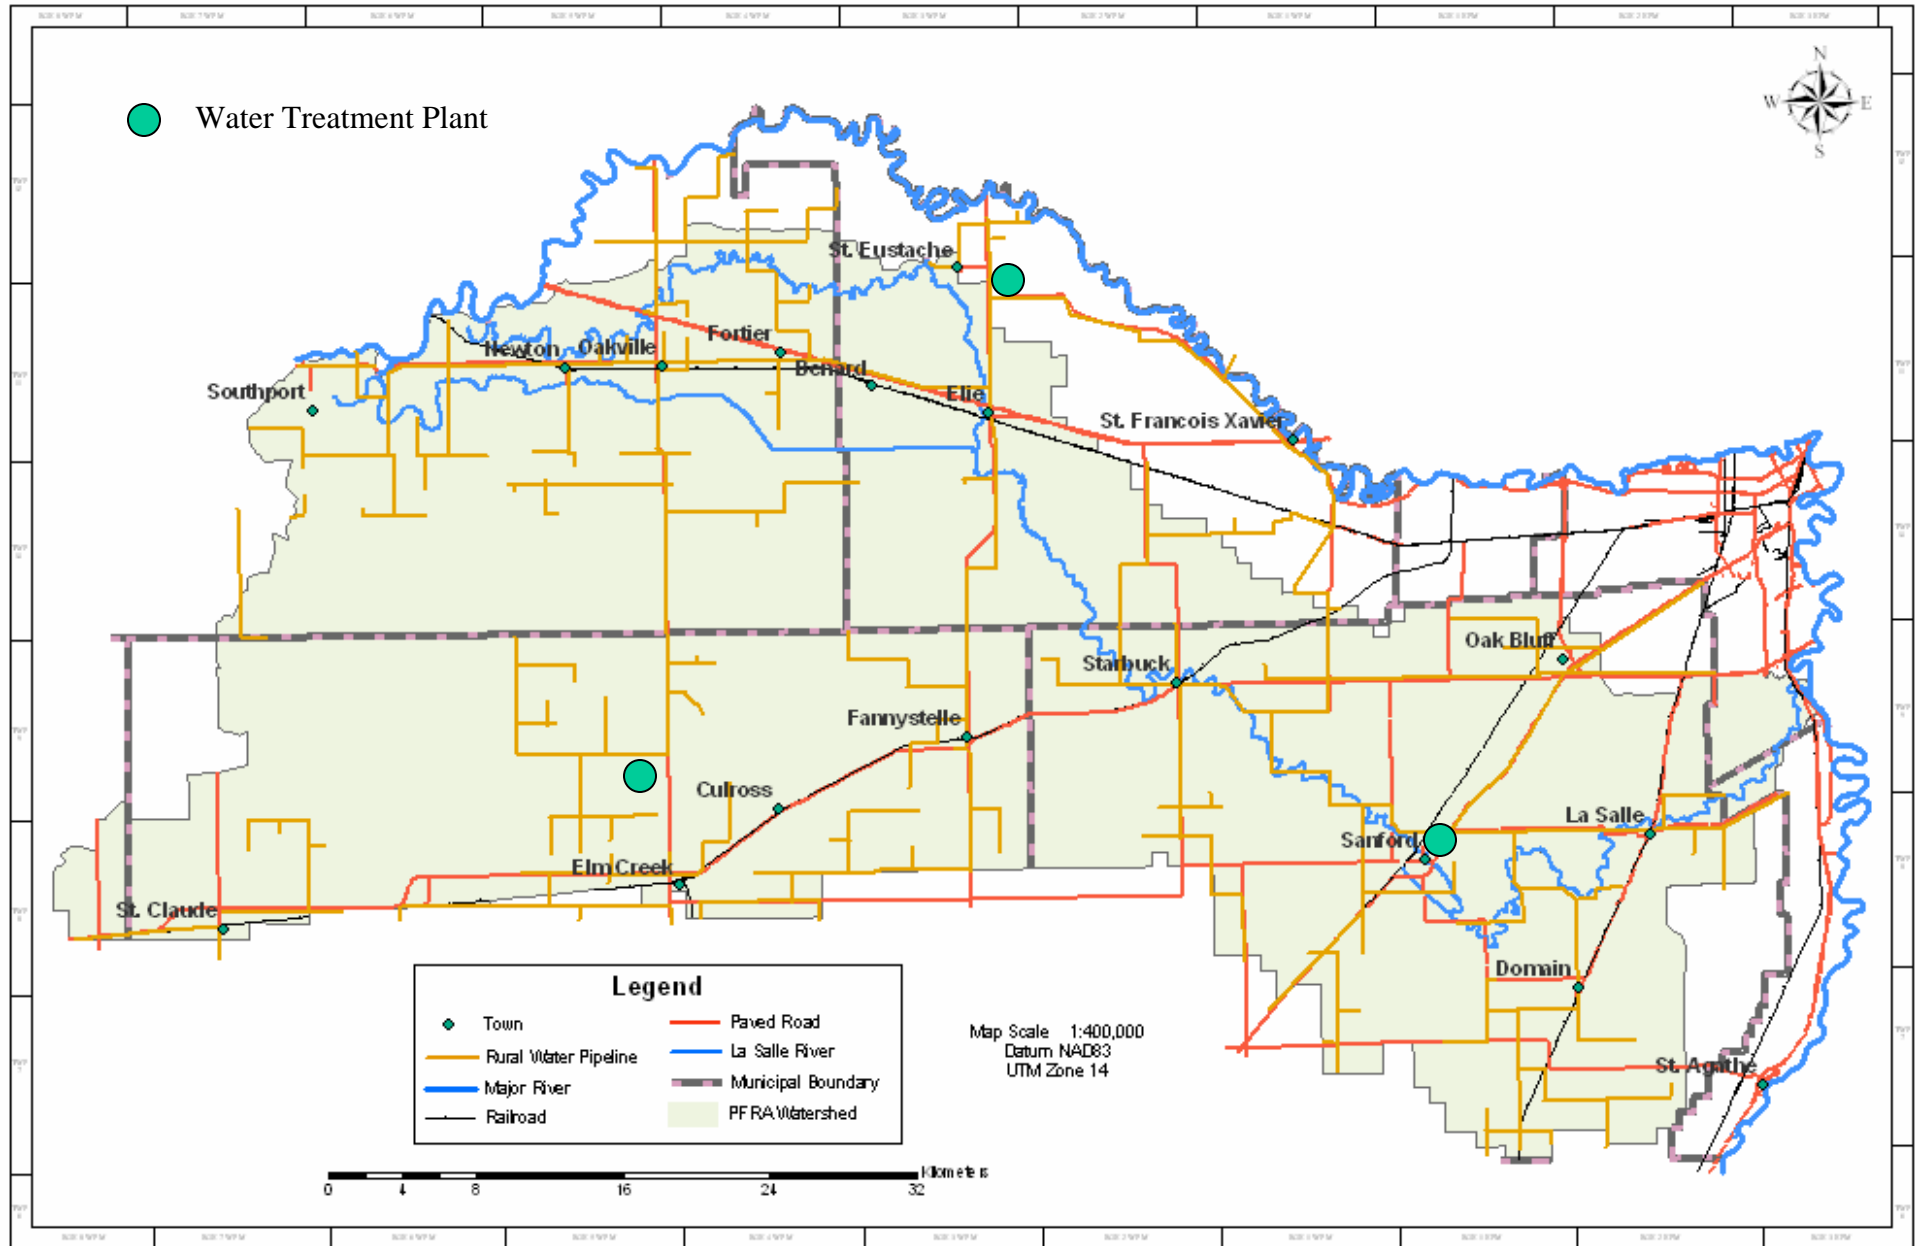 N
W E
S
Water Treatment Plant
St. Eustache
Fortier
Newton Oakville
Benard
Southport
Elie
St. Francois Xavier
Oak Bluff
Starbuck
Fannystelle
Culross
La Salle
Sanford
Elm Creek
St. Claude
Domain
St. Agathe
Legend
Town
Paved Road
Rural Water Pipeline
La Salle River
Major River
Municipal Boundary
Railroad
PFRA Watershed
Map Scale 1:400,000
Datum NAD83
UTM Zone 14
Kilometers
0 4 8 16 24 32